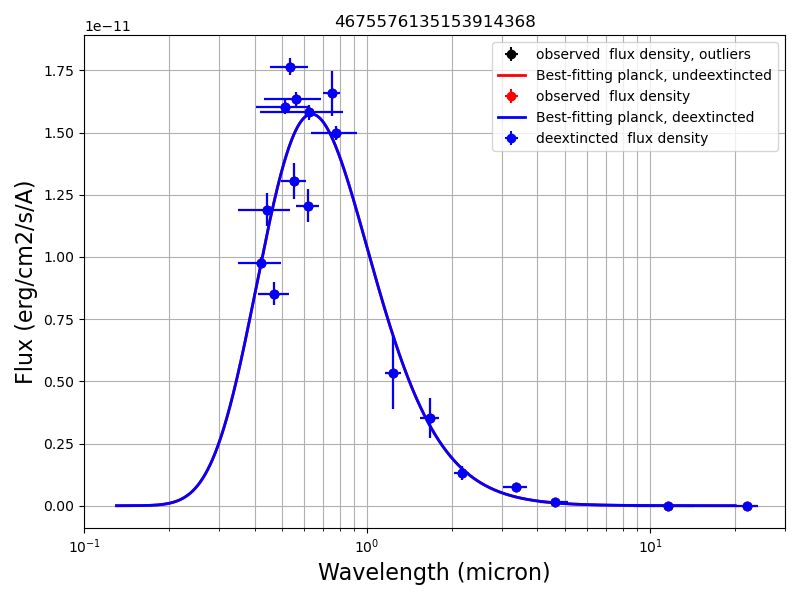 4675576135153914368
1e−11
observed  flux density, outliers
Best-fitting planck, undeextincted
observed  flux density
Best-fitting planck, deextincted
deextincted  flux density
1.75
1.50
1.25
1.00
0.75
0.50
0.25
0.00
Flux (erg/cm2/s/A)
10⁻¹
10⁰
10¹
Wavelength (micron)